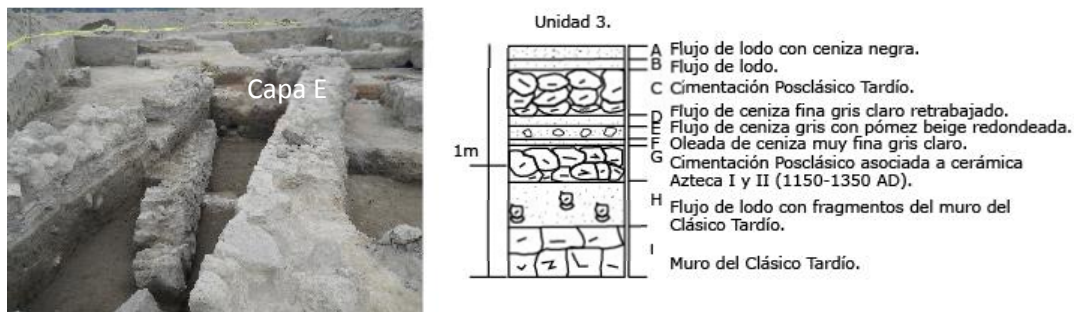 Capa E
Unidad 3.
1m
A Flujo de lodo con ceniza negra.
B Flujo de lodo.
C Cimentación Posclásico Tardío.
D Flujo de ceniza fina gris claro retrabajado.
E Flujo de ceniza gris con pómez beige redondeada.
F Oleada de ceniza muy fina gris claro.
G Cimentación Posclásico asociada a cerámica
Azteca I y II (1150-1350 AD).
H Flujo de lodo con fragmentos del muro del
Clásico Tardío.
I Muro del Clásico Tardío.